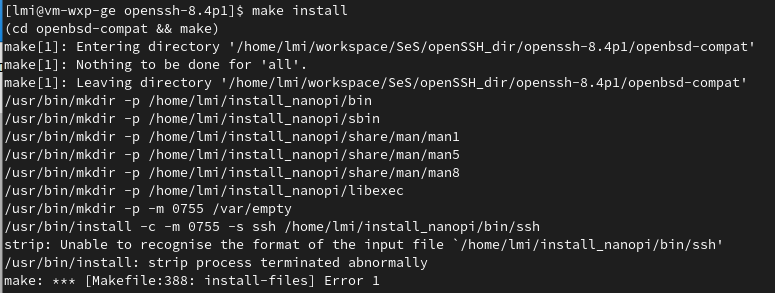 [lmi@vm-wxp-ge openssh-8.4p1]$ make install
(cd openbsd-compat && make)
make[1]: Entering directory '/home/lmi/workspace/SeS/openSSH_dir/openssh-8.4p1/openbsd-compat'
make[1]: Nothing to be done for 'all'.
make[1]: Leaving directory '/home/lmi/workspace/SeS/openSSH_dir/openssh-8.4p1/openbsd-compat'
/usr/bin/mkdir -p /home/lmi/install_nanopi/bin
/usr/bin/mkdir -p /home/lmi/install_nanopi/sbin
/usr/bin/mkdir -p /home/lmi/install_nanopi/share/man/man1
/usr/bin/mkdir -p /home/lmi/install_nanopi/share/man/man5
/usr/bin/mkdir -p /home/lmi/install_nanopi/share/man/man8
/usr/bin/mkdir -p /home/lmi/install_nanopi/libexec
/usr/bin/mkdir -p -m 0755 /var/empty
/usr/bin/install -c -m 0755 -s ssh /home/lmi/install_nanopi/bin/ssh
strip: Unable to recognise the format of the input file `/home/lmi/install_nanopi/bin/ssh'
/usr/bin/install: strip process terminated abnormally
make: *** [Makefile:388: install-files] Error 1